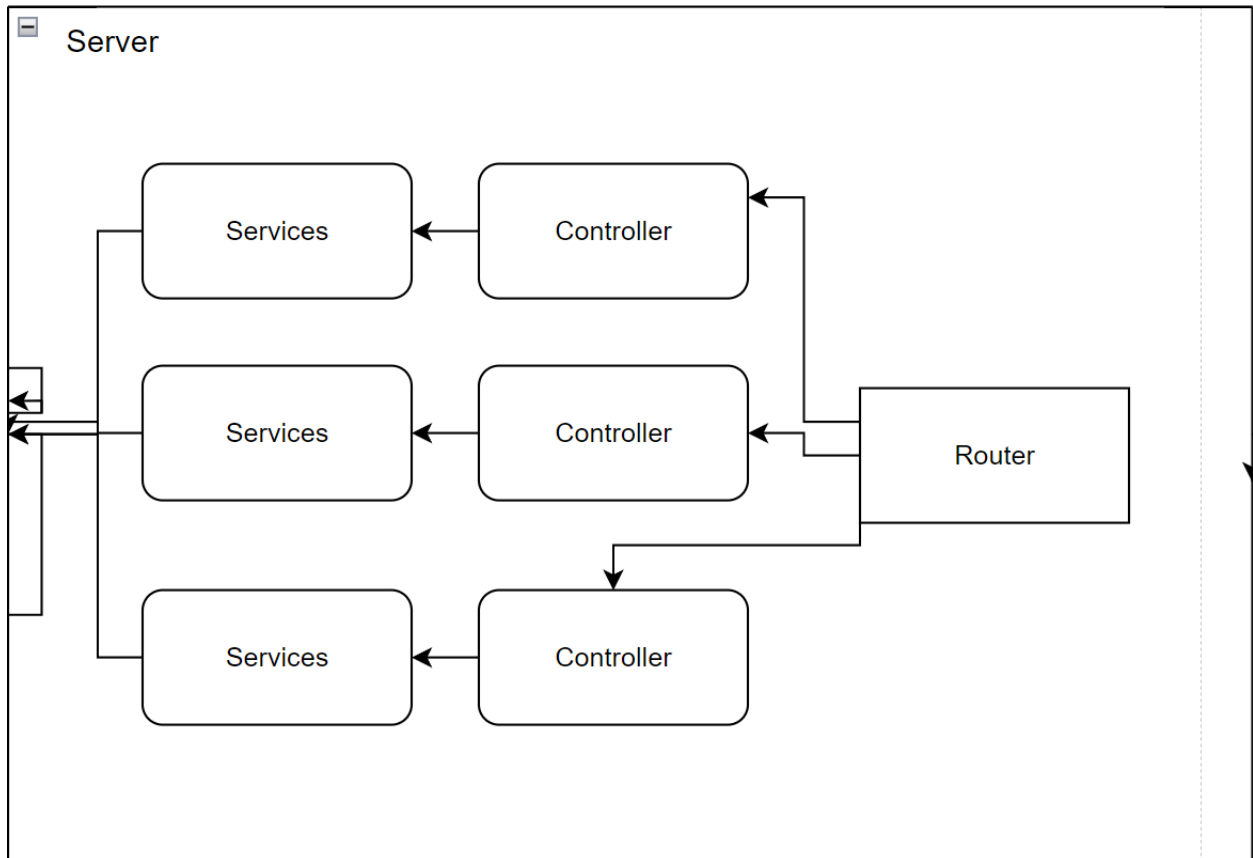 Server
Services
Controller
Services
Controller
Router
Services
Controller